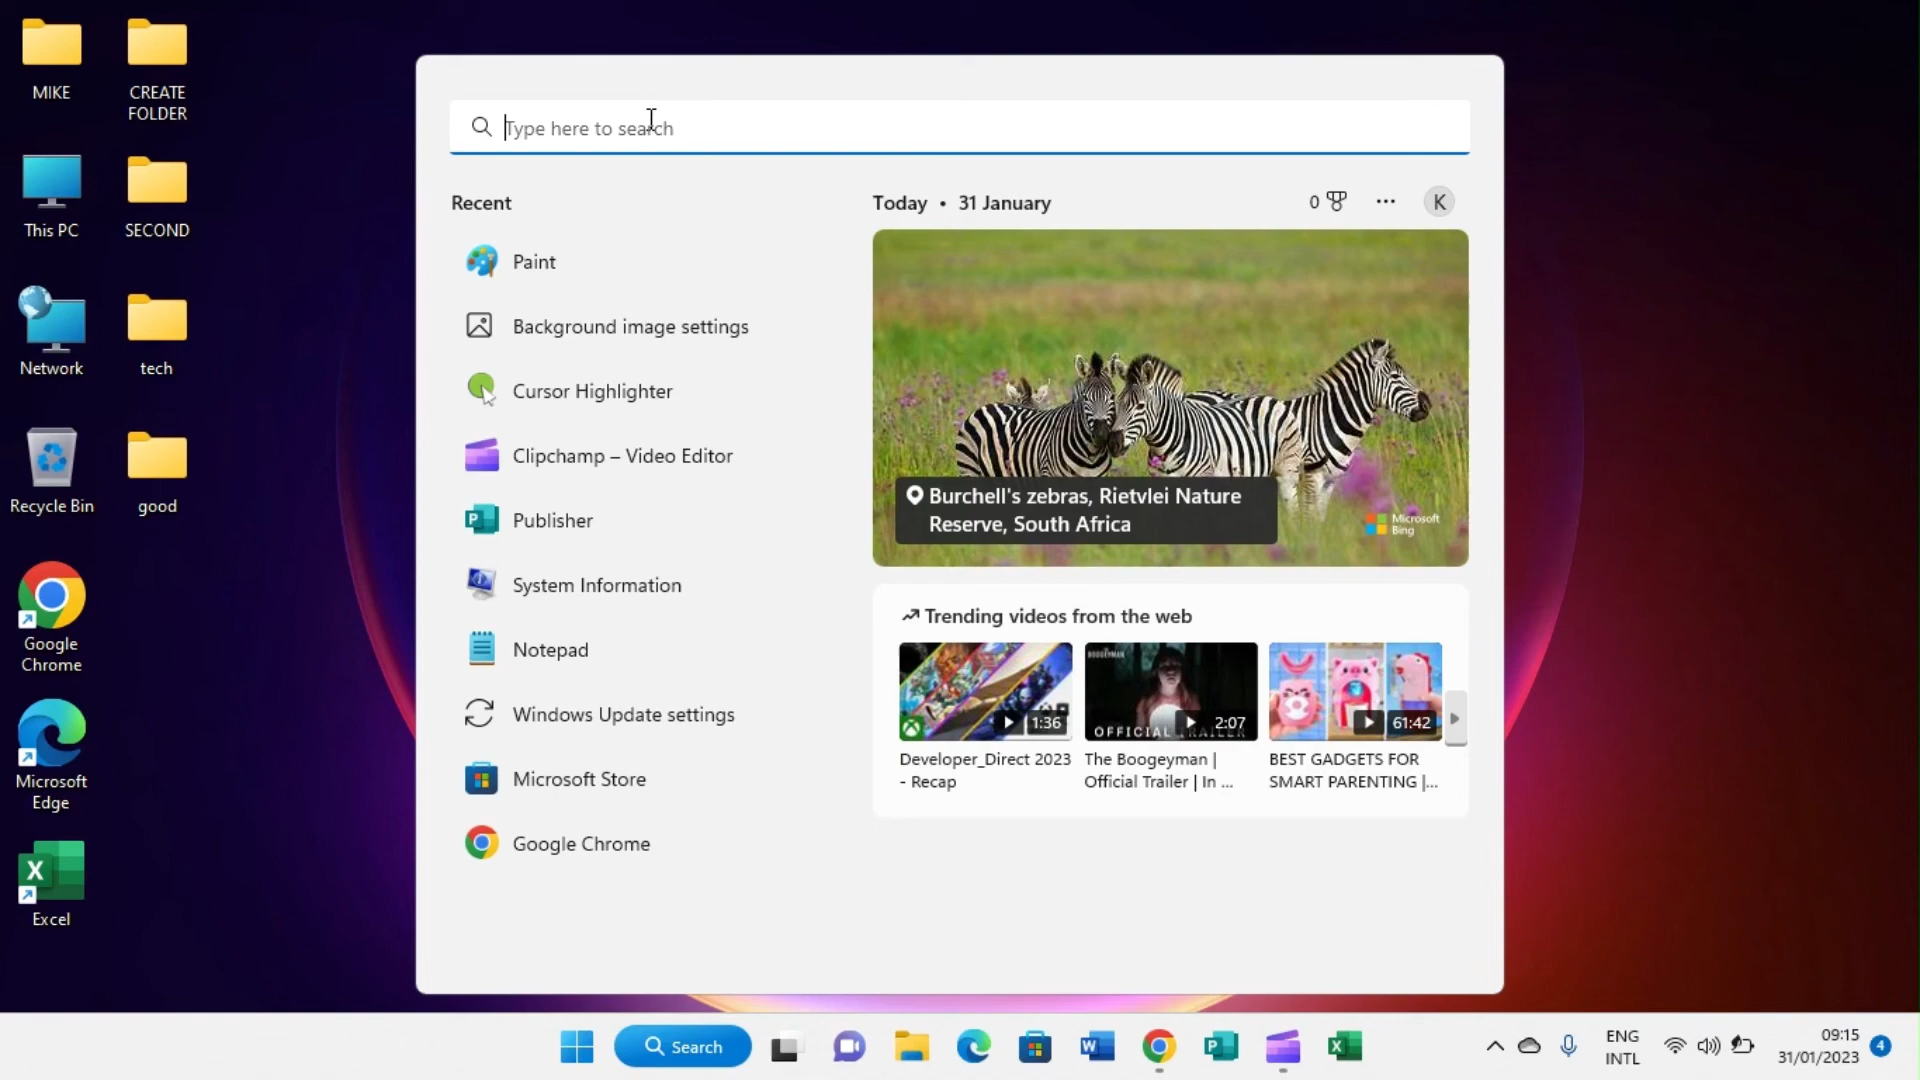 MIKE
CREATE
FOLDER
This PC
SECOND
Network
tech
Recycle Bin
good
Google
Chrome
Microsoft
Edge
Excel
Type here to search
Recent
Paint
Background image settings
Cursor Highlighter
Clipchamp – Video Editor
Publisher
System Information
Notepad
Windows Update settings
Microsoft Store
Google Chrome
Today • 31 January
0
K
Burchell's zebras, Rietvlei Nature
Reserve, South Africa
Microsoft
Bing
Trending videos from the web
1:36
Developer_Direct 2023
- Recap
BOOGEYMAN
OFFICIAL TRAILER
2:07
The Boogeyman |
Official Trailer | In ...
61:42
BEST GADGETS FOR
SMART PARENTING |...
Search
ENG
INTL
09:15
31/01/2023
4